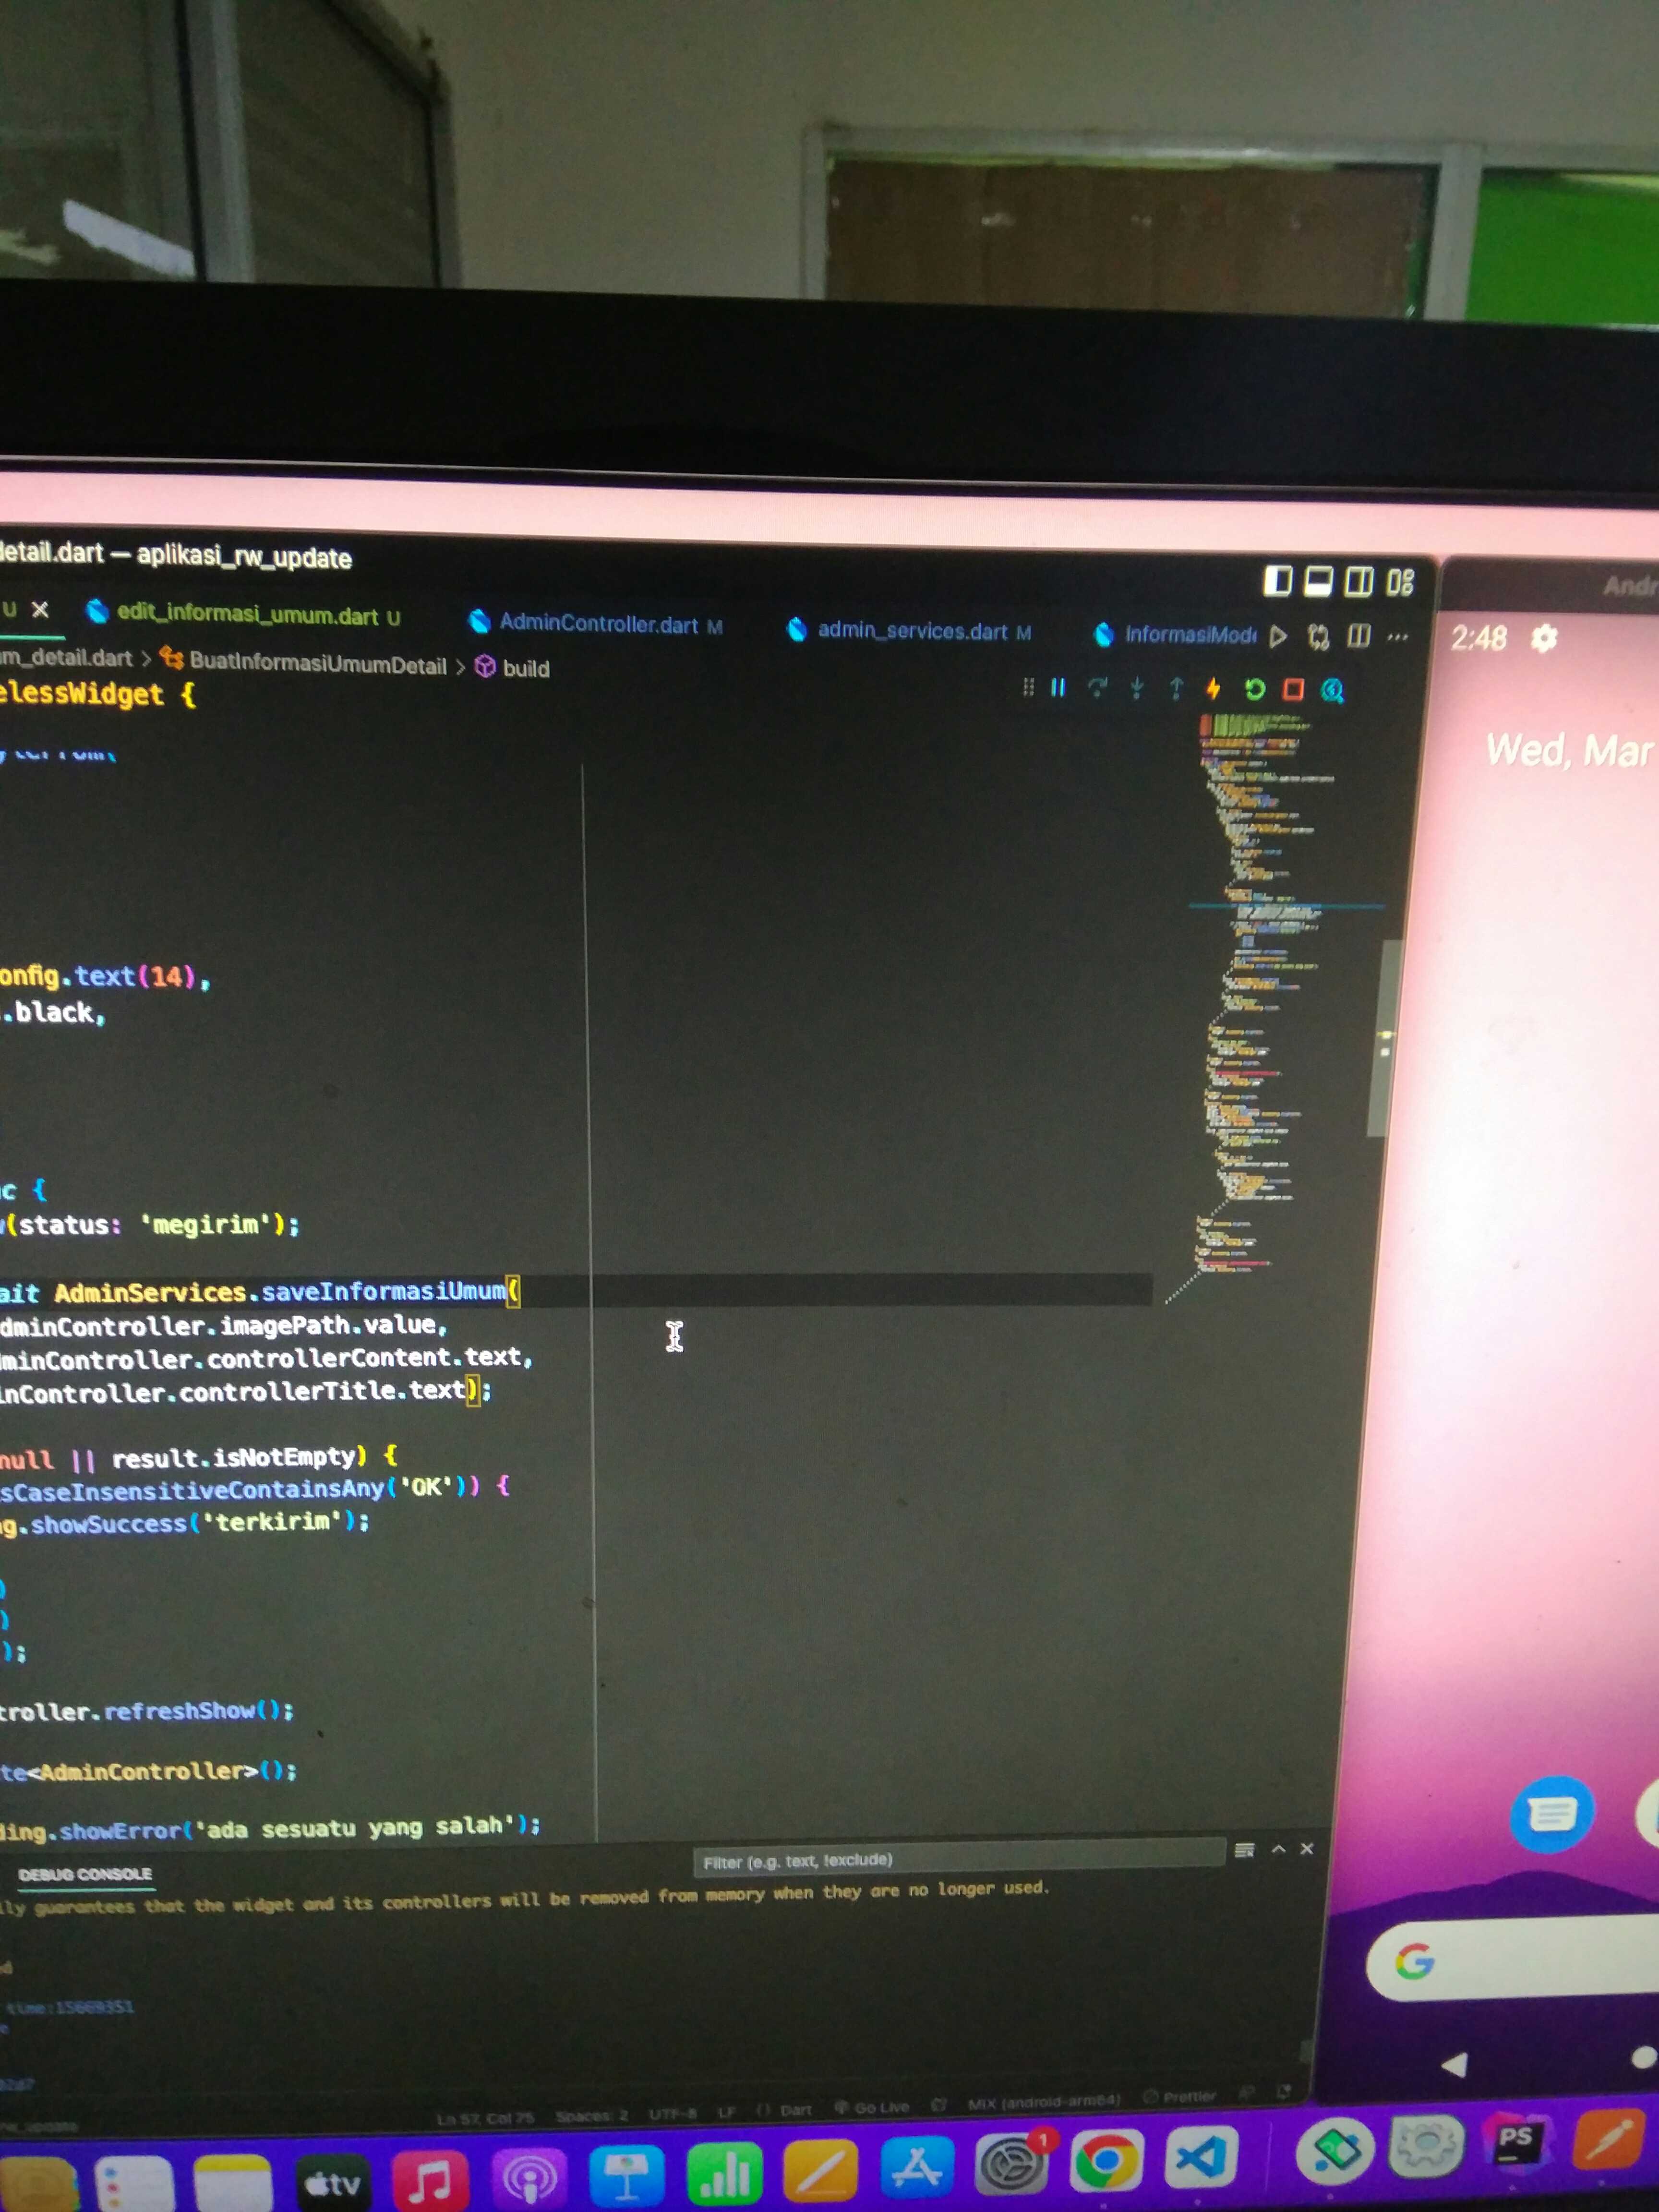 detail.dart — aplikasi_rw_update
Andr
U edit_informasi_umum.dart U AdminController.dart M admin_services.dart M InformasiMod
2:48
m_detail.dart > BuatInformasiUmumDetail > build
elessWidget {
Wed, Mar
onfig.text(14),
.black,
c {
(status: 'megirim');
ait AdminServices.saveInformasiUmum(
dminController.imagePath.value,
minController.controllerContent.text,
inController.controllerTitle.text);
null || result.isNotEmpty) {
sCaseInsensitiveContainsAny('OK')) {
g.showSuccess('terkirim');
)
)
);
troller.refreshShow();
te<AdminController>();
ding.showError('ada sesuatu yang salah');
DEBUG CONSOLE
Filter (e.g. text, !exclude)
lly guarantees that the widget and its controllers will be removed from memory when they are no longer used.
d
time:15669351
e
Ln 57, Col 75 Spaces: 2 UTF-8 LF {} Dart Go Live MIX (android-arm64) Prettier
tv
1
PS